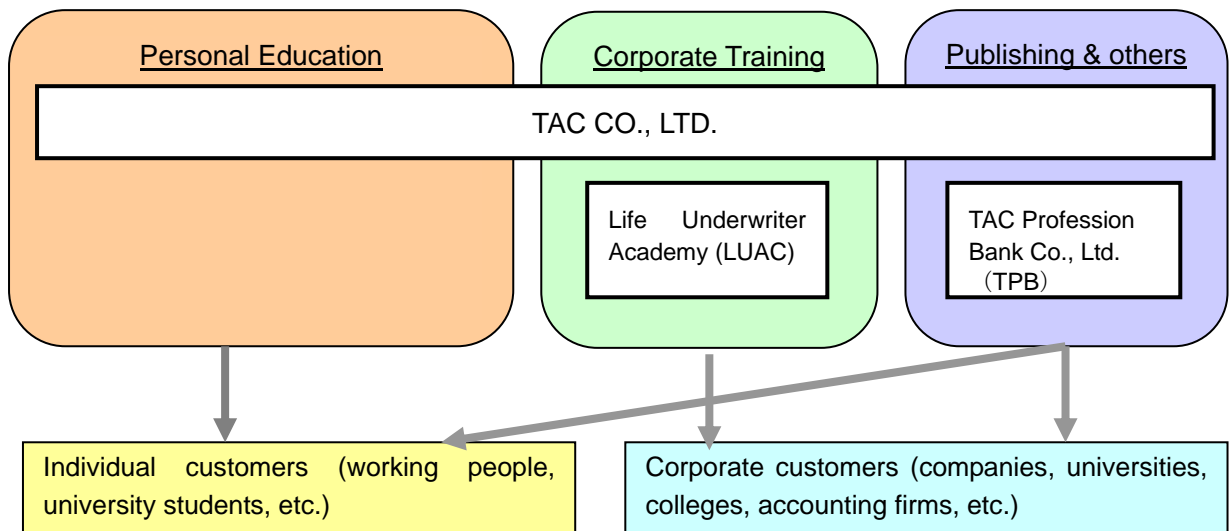 Personal Education
Corporate Training
Publishing & others
TAC CO., LTD.
Life Underwriter
Academy (LUAC)
TAC Profession
Bank Co., Ltd.
（TPB）
Individual customers (working people,
university students, etc.)
Corporate customers (companies, universities,
colleges, accounting firms, etc.)